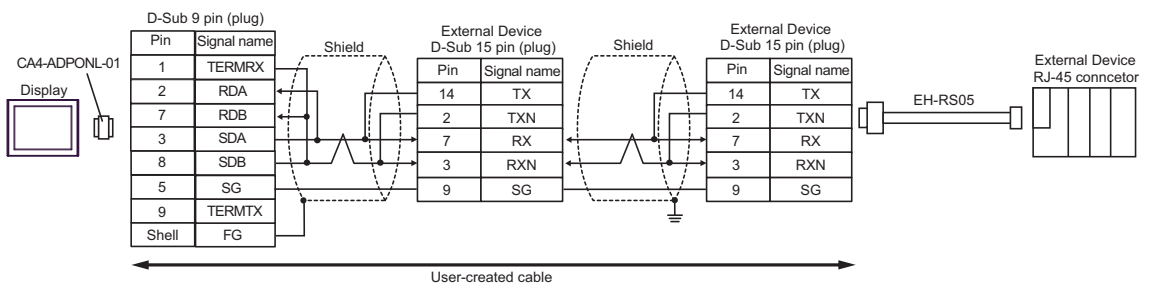 D-Sub 9 pin (plug)
Pin Signal name
1 TERMRX
2 RDA
7 RDB
3 SDA
8 SDB
5 SG
9 TERMTX
Shell FG
CA4-ADPONL-01
Display
Shield
External Device
D-Sub 15 pin (plug)
Pin Signal name
14 TX
2 TXN
7 RX
3 RXN
9 SG
Shield
External Device
D-Sub 15 pin (plug)
Pin Signal name
14 TX
2 TXN
7 RX
3 RXN
9 SG
EH-RS05
External Device
RJ-45 conncetor
User-created cable